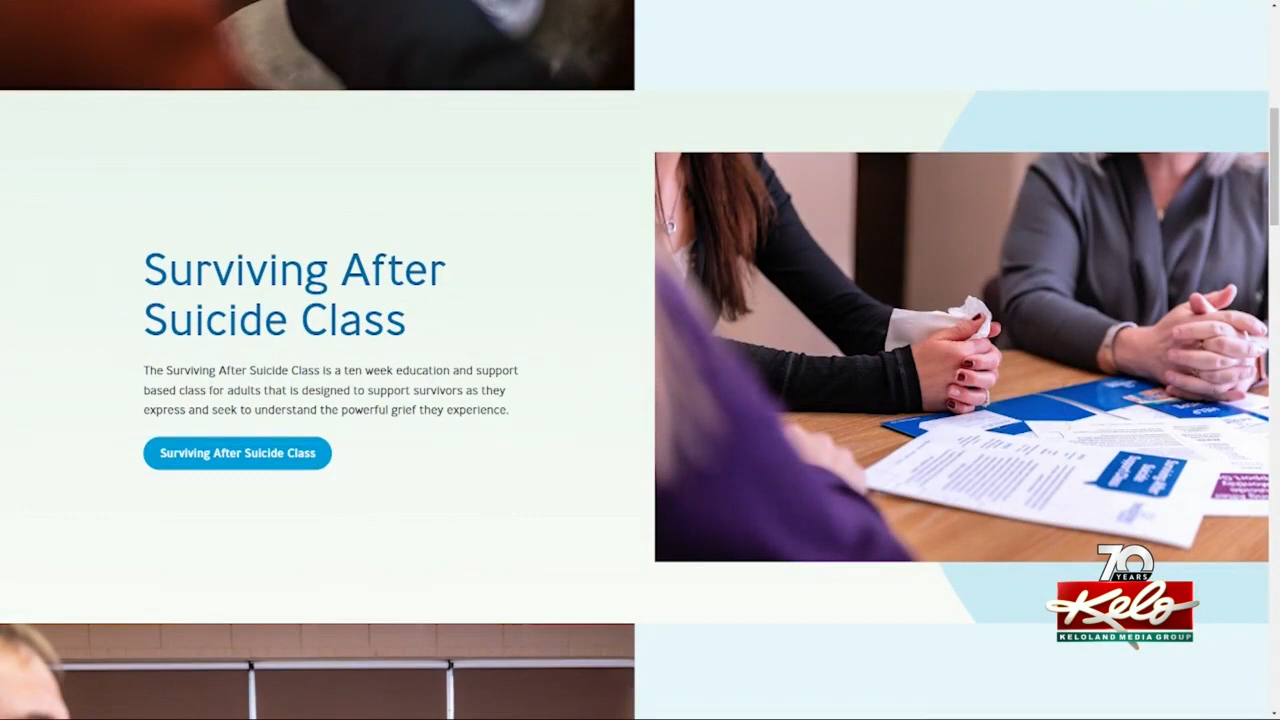 Surviving After
Suicide Class
The Surviving After Suicide Class is a ten week education and support
based class for adults that is designed to support survivors as they
express and seek to understand the powerful grief they experience.
Surviving After Suicide Class
70
YEARS
Kelo
KELOLAND MEDIA GROUP